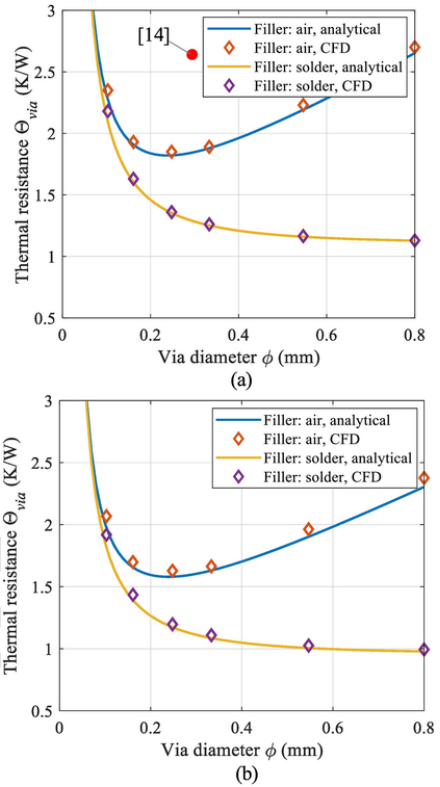 3
2.5
2
1.5
1
0.5
0
0.2
0.4
0.6
0.8
Thermal resistance Θvia (K/W)
Via diameter ϕ (mm)
[14]
Filler: air, analytical
Filler: air, CFD
Filler: solder, analytical
Filler: solder, CFD
(a)
3
2.5
2
1.5
1
0.5
0
0.2
0.4
0.6
0.8
Thermal resistance Θvia (K/W)
Via diameter ϕ (mm)
Filler: air, analytical
Filler: air, CFD
Filler: solder, analytical
Filler: solder, CFD
(b)